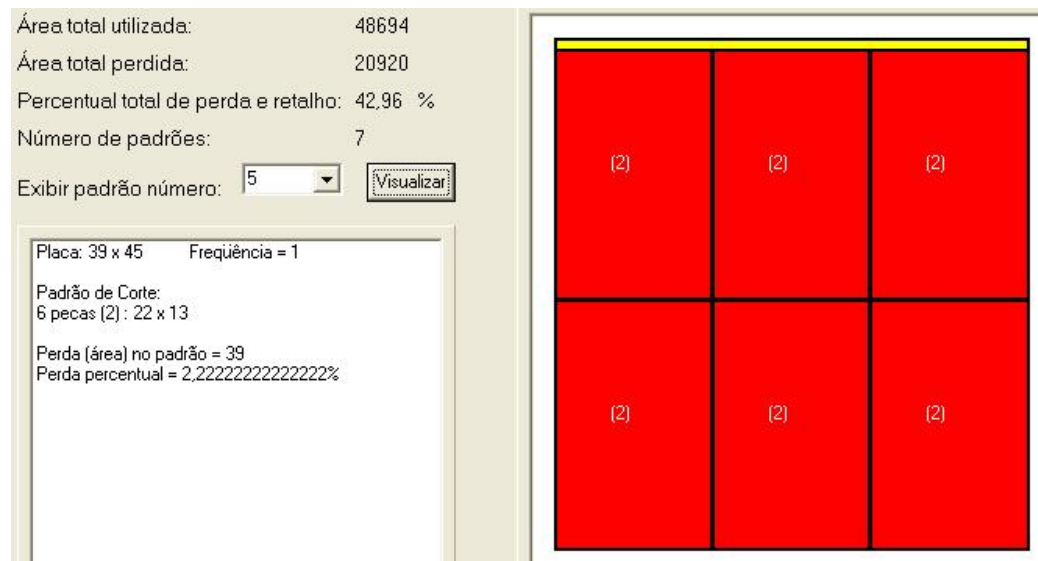 Área total utilizada: 48694
Área total perdida: 20920
Percentual total de perda e retalho: 42,96 %
Número de padrões: 7
Exibir padrão número: 5 Visualizar
Placa: 39 x 45 Freqüência = 1
Padrão de Corte:
6 pecas (2) : 22 x 13
Perda (área) no padrão = 39
Perda percentual = 2,22222222222222%
(2) (2) (2)
(2) (2) (2)